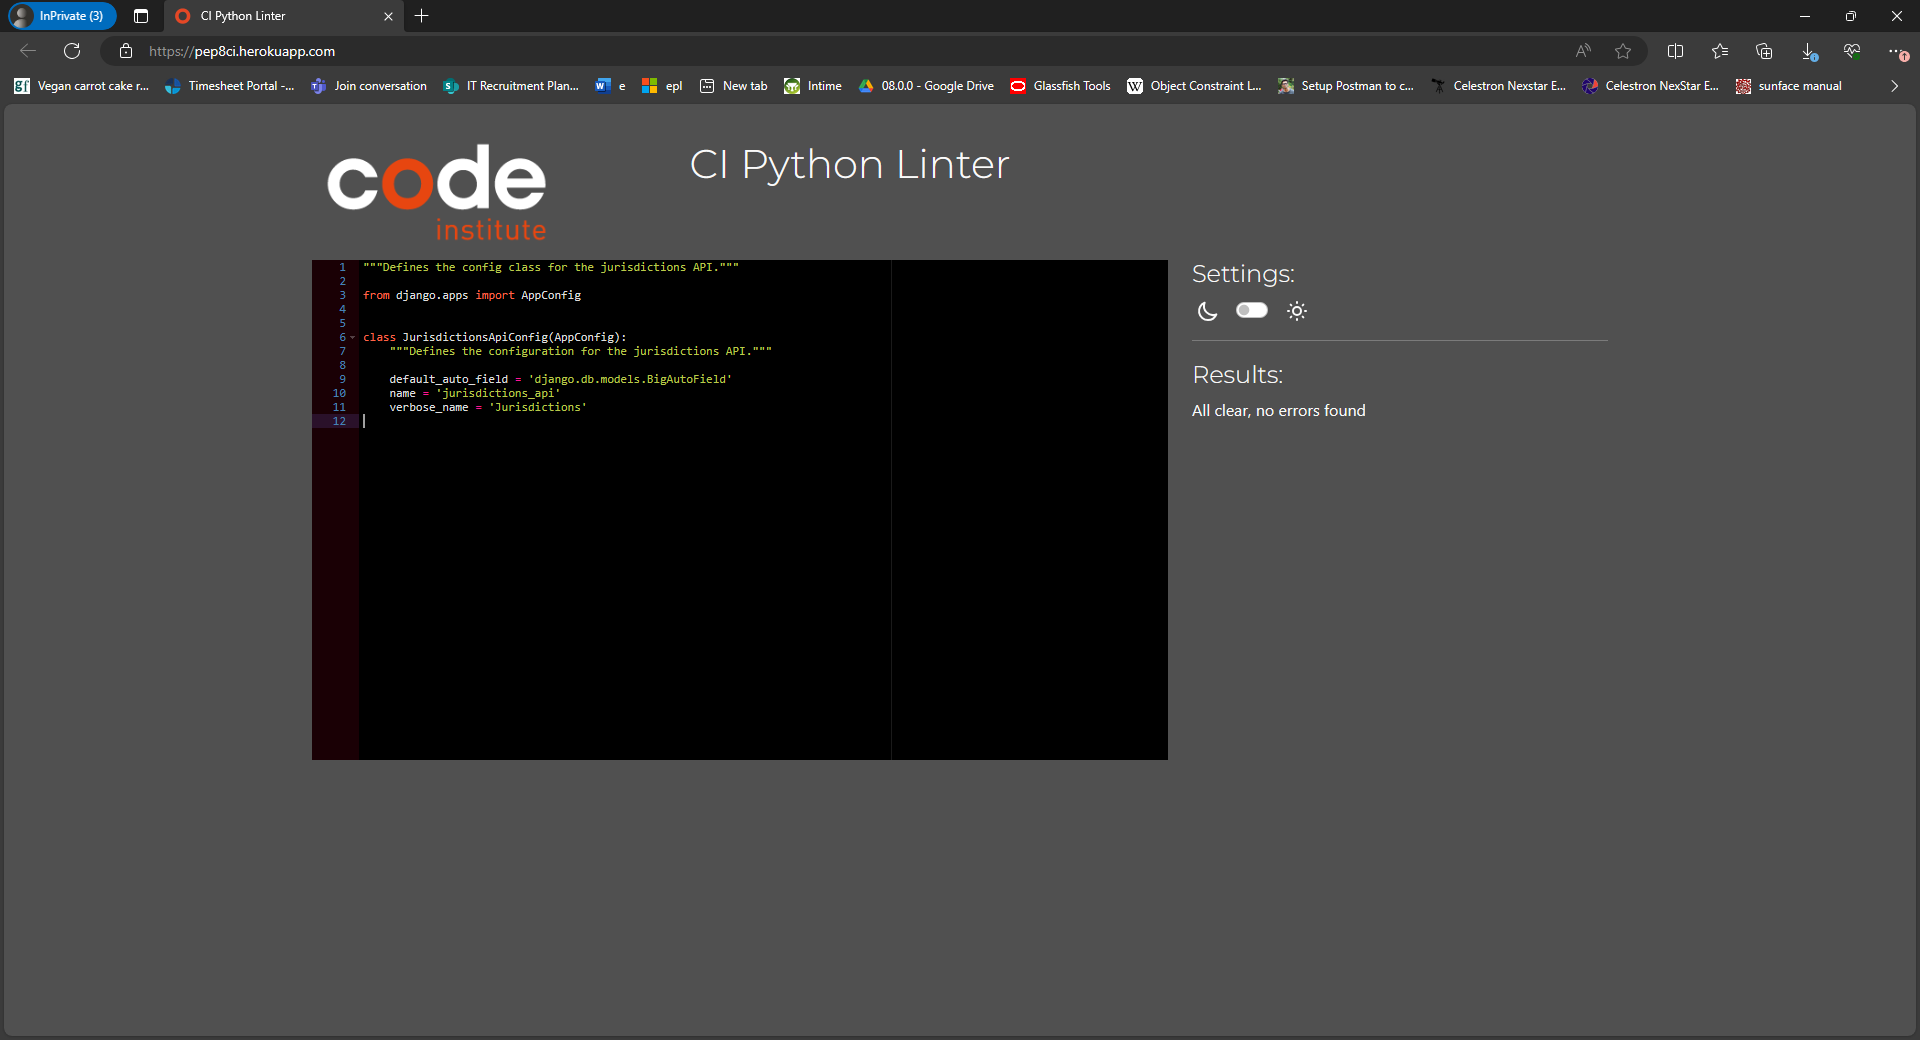 InPrivate (3)
CI Python Linter
https://pep8ci.herokuapp.com
gf Vegan carrot cake r... Timesheet Portal -... Join conversation IT Recruitment Plan... e epl New tab Intime 08.0.0 - Google Drive Glassfish Tools W Object Constraint L... Setup Postman to c... Celestron Nexstar E... Celestron NexStar E... sunface manual
code
institute
CI Python Linter
1 """Defines the config class for the jurisdictions API."""
2
3 from django.apps import AppConfig
4
5
6 class JurisdictionsApiConfig(AppConfig):
7 """Defines the configuration for the jurisdictions API."""
8
9 default_auto_field = 'django.db.models.BigAutoField'
10 name = 'jurisdictions_api'
11 verbose_name = 'Jurisdictions'
12
Settings:
Results:
All clear, no errors found